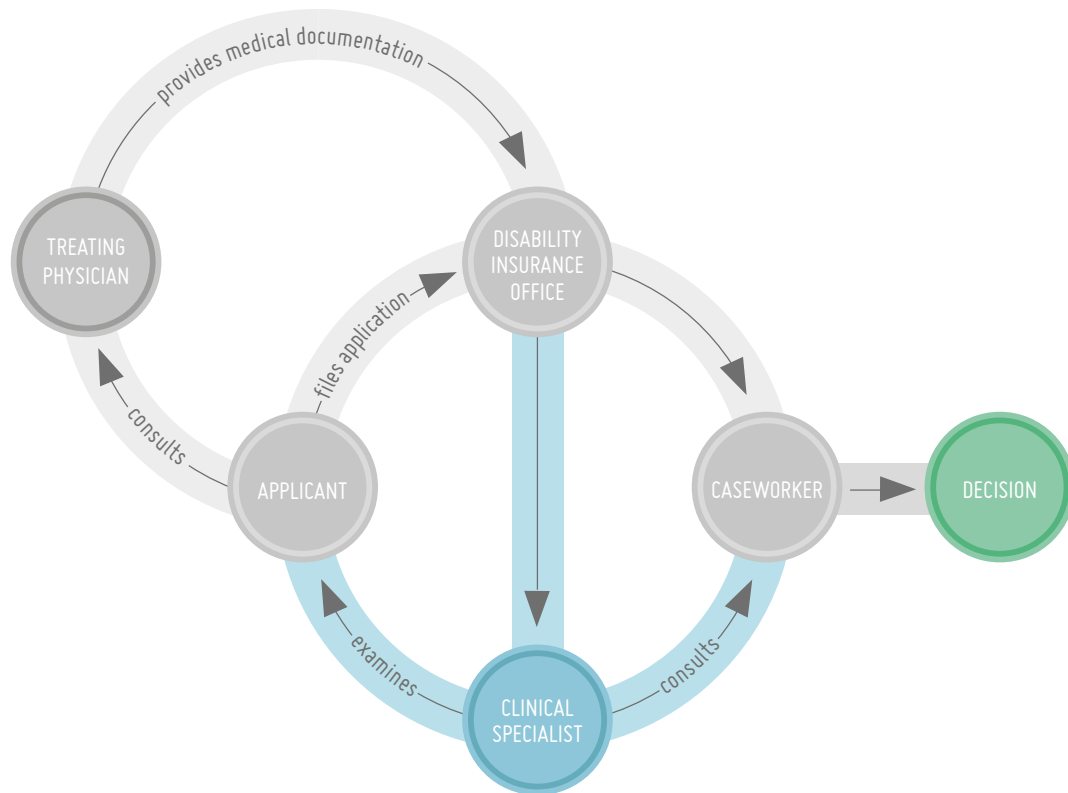 provides medical documentation
TREATING
PHYSICIAN
DISABILITY
INSURANCE
OFFICE
files application
consults
APPLICANT
CASEWORKER
DECISION
examines
consults
CLINICAL
SPECIALIST